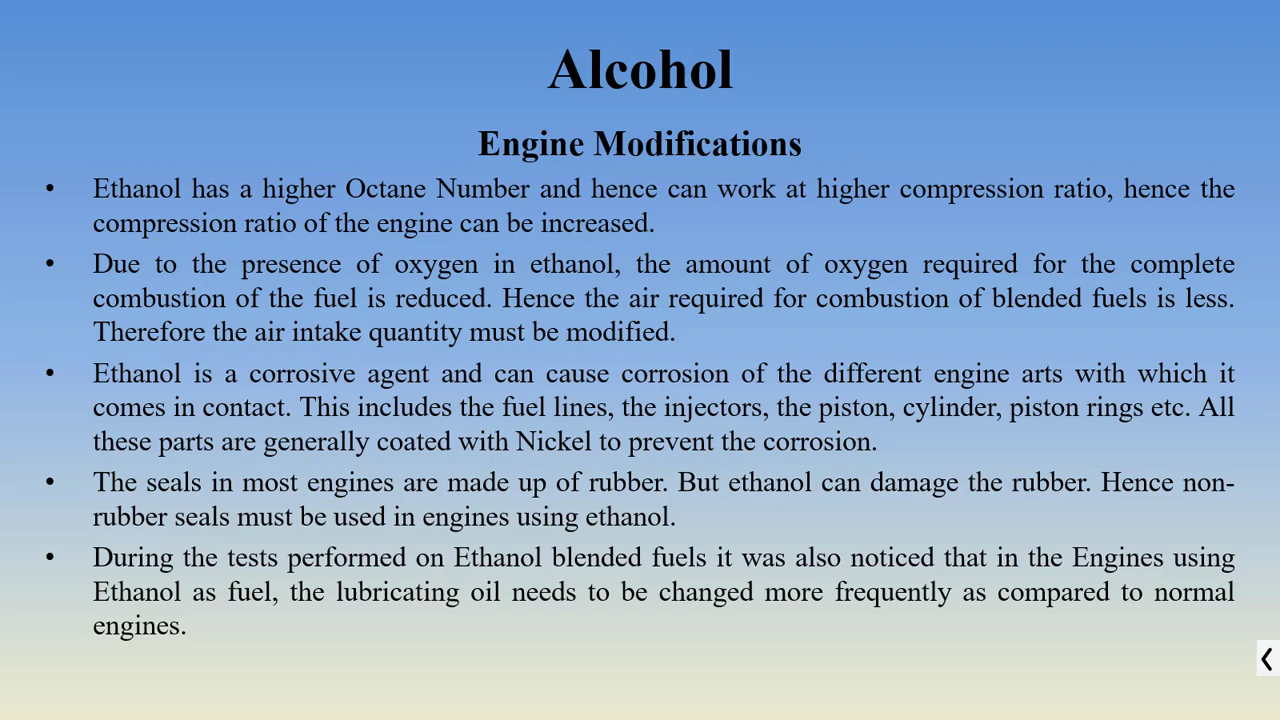 Alcohol
Engine Modifications
• Ethanol has a higher Octane Number and hence can work at higher compression ratio, hence the
compression ratio of the engine can be increased.
• Due to the presence of oxygen in ethanol, the amount of oxygen required for the complete
combustion of the fuel is reduced. Hence the air required for combustion of blended fuels is less.
Therefore the air intake quantity must be modified.
• Ethanol is a corrosive agent and can cause corrosion of the different engine arts with which it
comes in contact. This includes the fuel lines, the injectors, the piston, cylinder, piston rings etc. All
these parts are generally coated with Nickel to prevent the corrosion.
• The seals in most engines are made up of rubber. But ethanol can damage the rubber. Hence non-
rubber seals must be used in engines using ethanol.
• During the tests performed on Ethanol blended fuels it was also noticed that in the Engines using
Ethanol as fuel, the lubricating oil needs to be changed more frequently as compared to normal
engines.